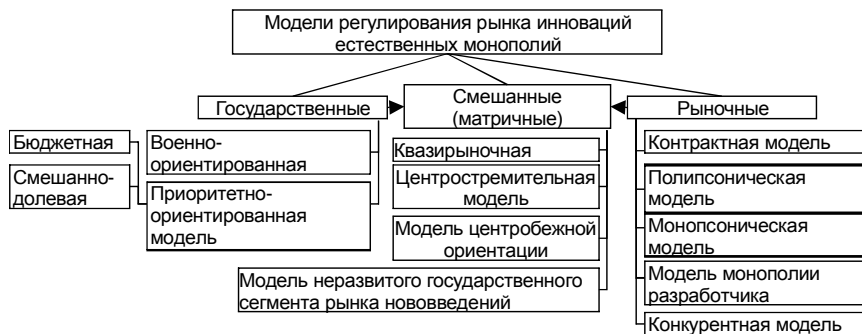 Модели регулирования рынка инноваций
естественных монополий
Государственные
Смешанные
(матричные)
Рыночные
Бюджетная
Смешанно-
долевая
Военно-
ориентированная
Приоритетно-
ориентированная
модель
Квазирыночная
Центростремительная
модель
Модель центробежной
ориентации
Модель неразвитого государственного
сегмента рынка нововведений
Контрактная модель
Полипсоническая
модель
Монопсоническая
модель
Модель монополии
разработчика
Конкурентная модель